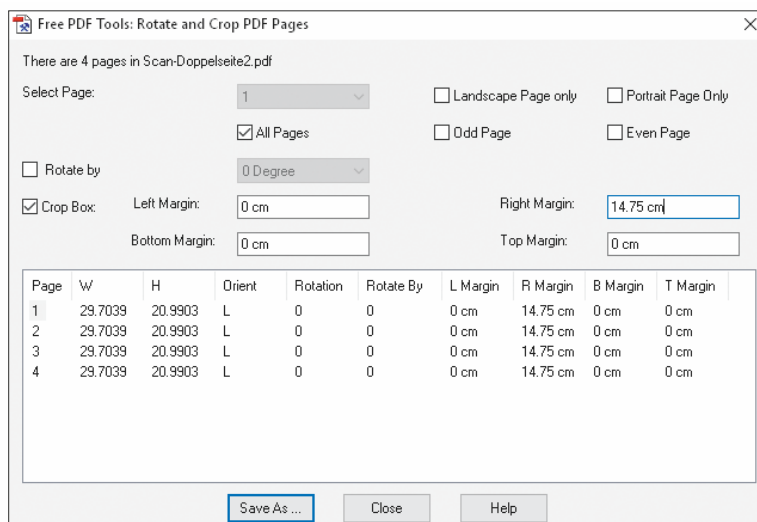 Free PDF Tools: Rotate and Crop PDF Pages
There are 4 pages in Scan-Doppelseite2.pdf
Select Page: 1 Landscape Page only Portrait Page Only
All Pages Odd Page Even Page
Rotate by 0 Degree
Crop Box: Left Margin: 0 cm Right Margin: 14.75 cm
Bottom Margin: 0 cm Top Margin: 0 cm
Page W H Orient Rotation Rotate By L Margin R Margin B Margin T Margin
1 29.7039 20.9903 L 0 0 0 cm 14.75 cm 0 cm 0 cm
2 29.7039 20.9903 L 0 0 0 cm 14.75 cm 0 cm 0 cm
3 29.7039 20.9903 L 0 0 0 cm 14.75 cm 0 cm 0 cm
4 29.7039 20.9903 L 0 0 0 cm 14.75 cm 0 cm 0 cm
Save As ... Close Help